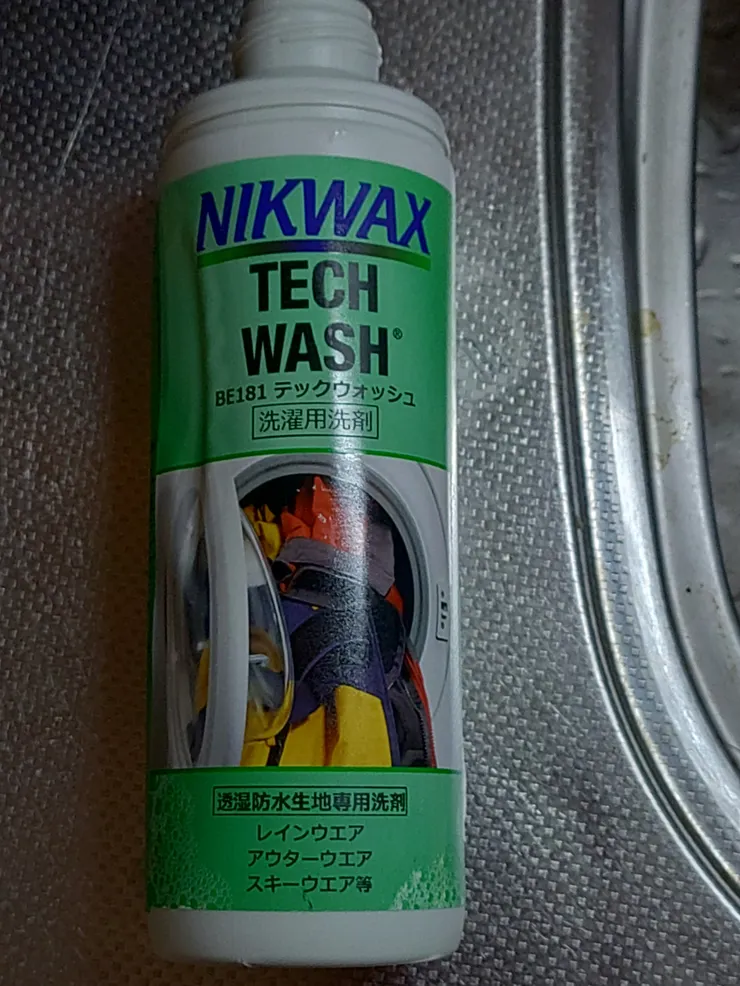 NIKWAX
TECH
WASH®
BE181 テックウォッシュ
洗濯用洗剤
透湿防水生地専用洗剤
レインウエア
アウターウエア
スキーウエア等